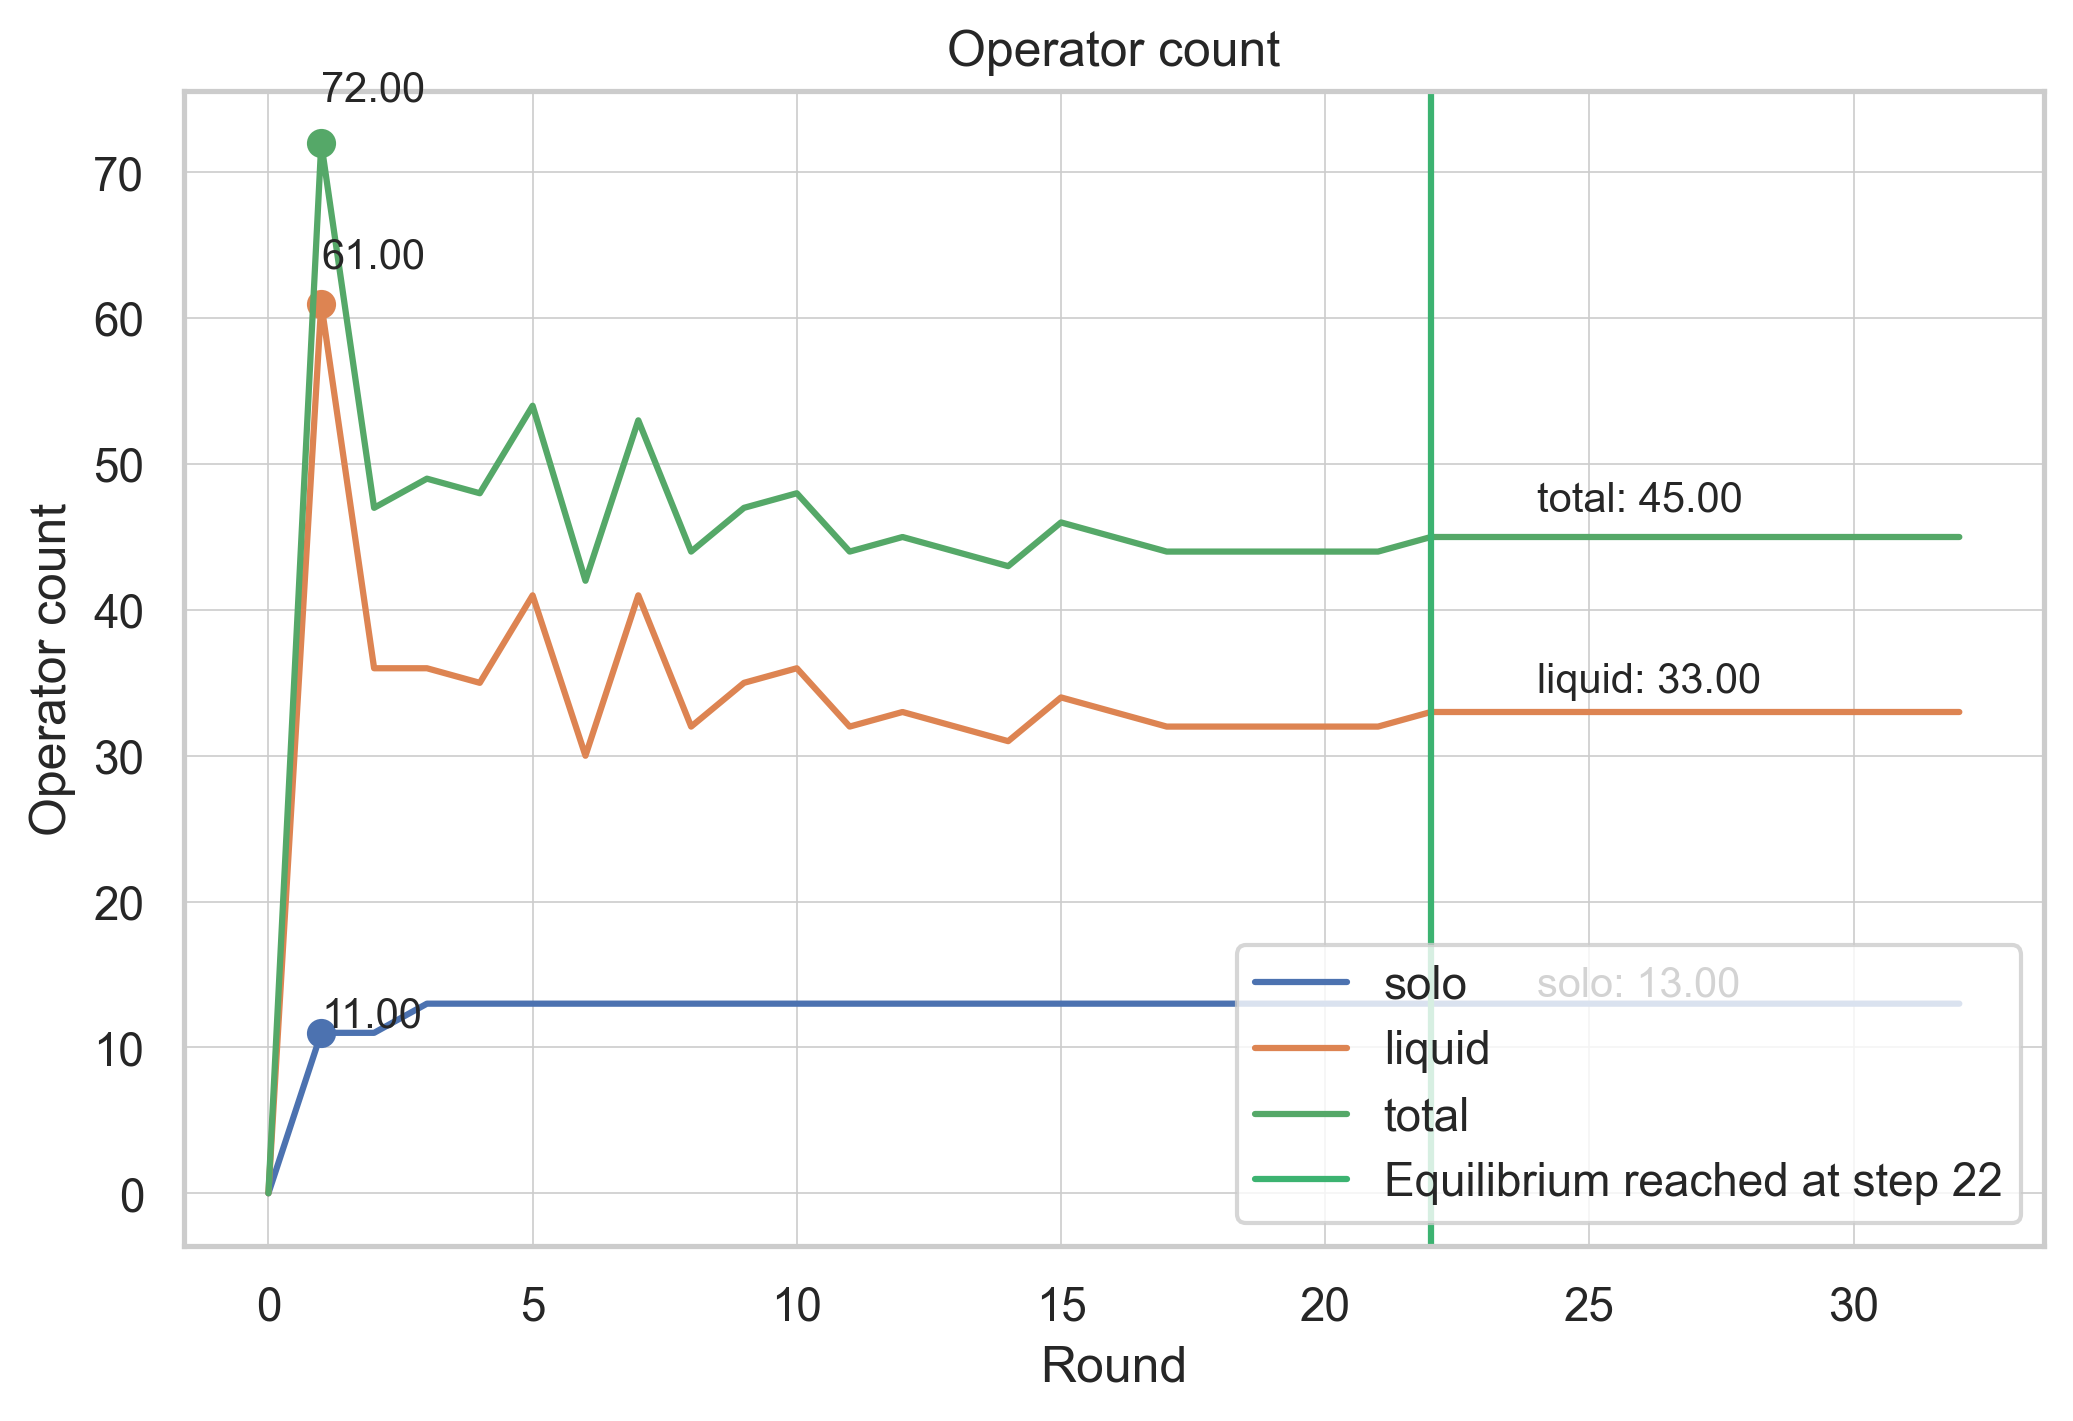 Operator count
72.00
70
61.00
60
50
total: 45.00
40
liquid: 33.00
30
20
solo: 13.00
11.00
10
0
Operator count
solo
liquid
total
Equilibrium reached at step 22
0 5 10 15 20 25 30
Round